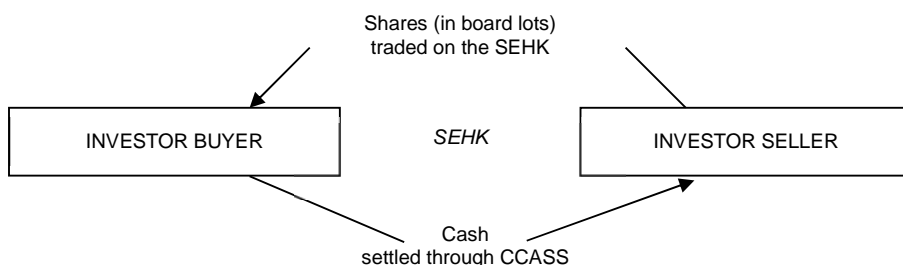 Shares (in board lots)
traded on the SEHK
INVESTOR BUYER
SEHK
INVESTOR SELLER
Cash
settled through CCASS